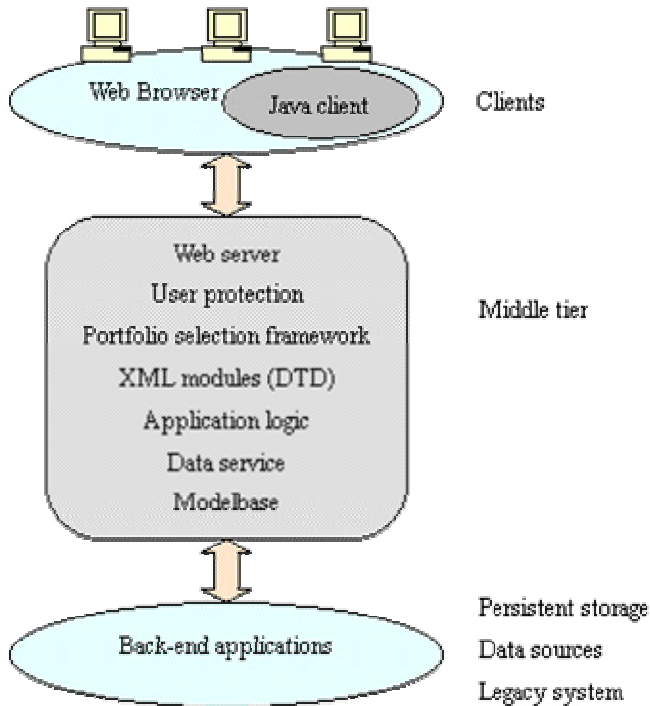 Web Browser
Java client
Clients
Web server
User protection
Portfolio selection framework
XML modules (DTD)
Application logic
Data service
Modelbase
Middle tier
Back-end applications
Persistent storage
Data sources
Legacy system